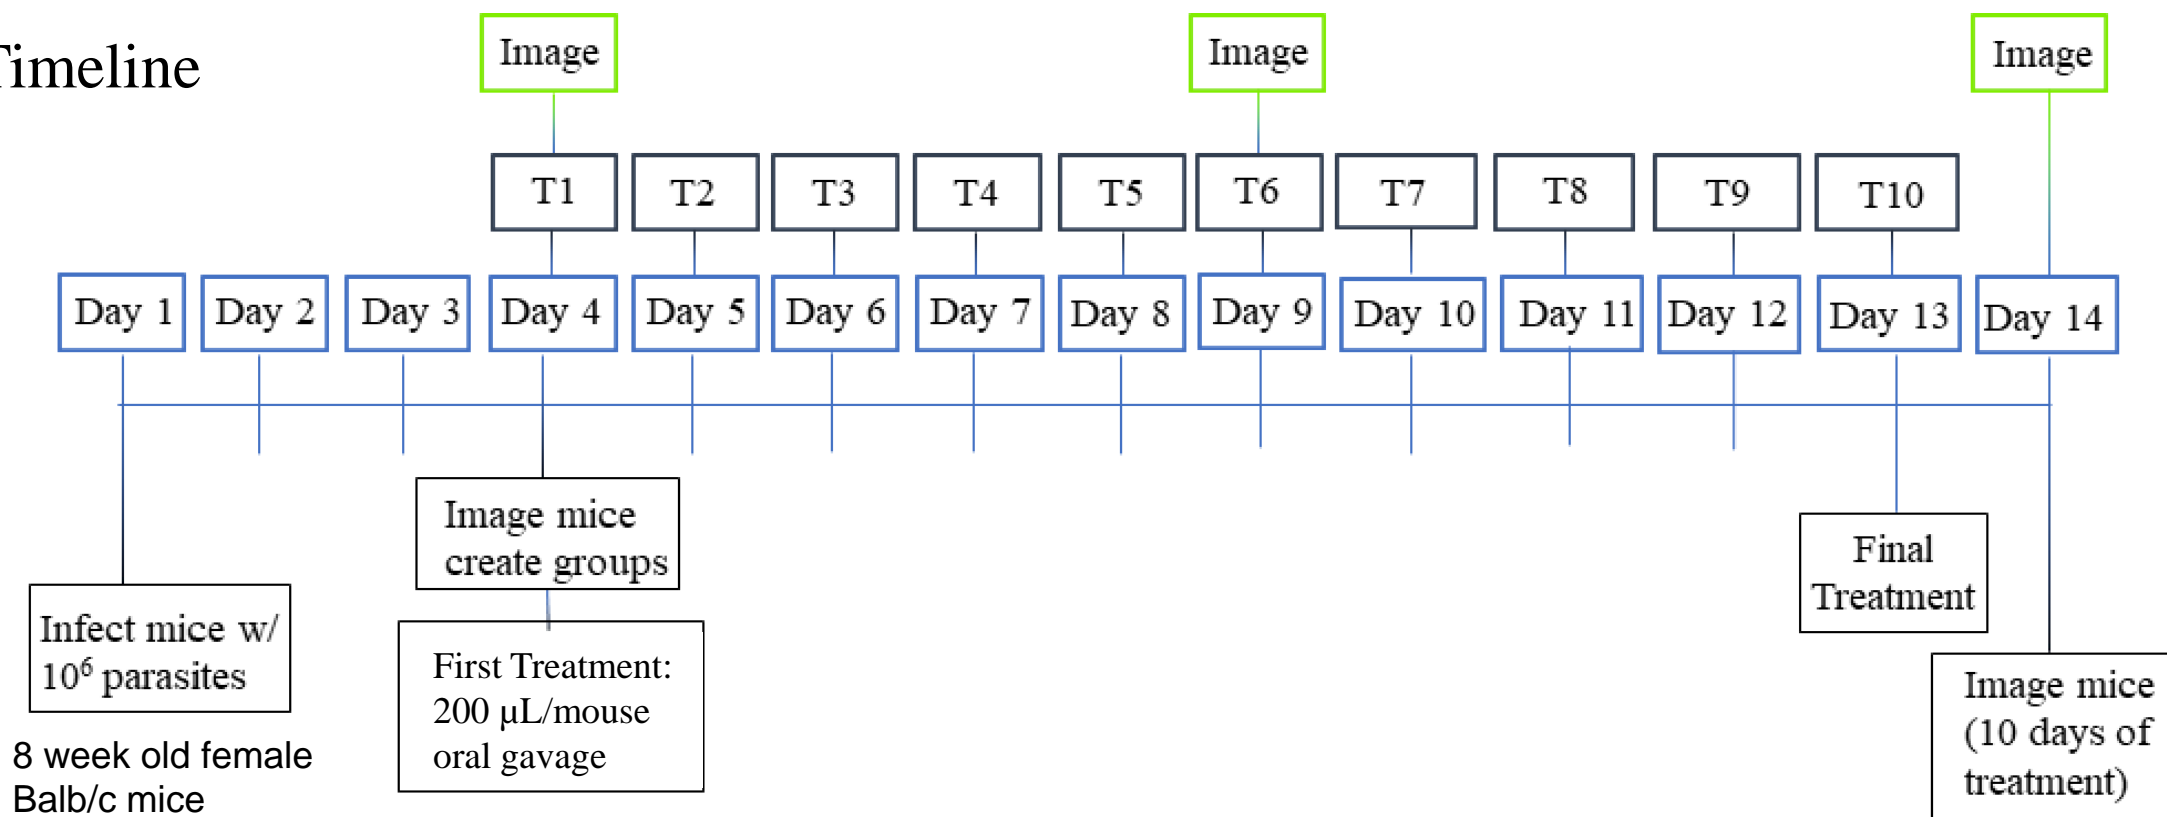 Timeline
Image
Image
Image
T1
T2
T3
T4
T5
T6
T7
T8
T9
T10
Day 1
Day 2
Day 3
Day 4
Day 5
Day 6
Day 7
Day 8
Day 9
Day 10
Day 11
Day 12
Day 13
Day 14
Image mice
create groups
Final
Treatment
Infect mice w/
10⁶ parasites
First Treatment:
200 µL/mouse
oral gavage
Image mice
(10 days of
treatment)
8 week old female
Balb/c mice